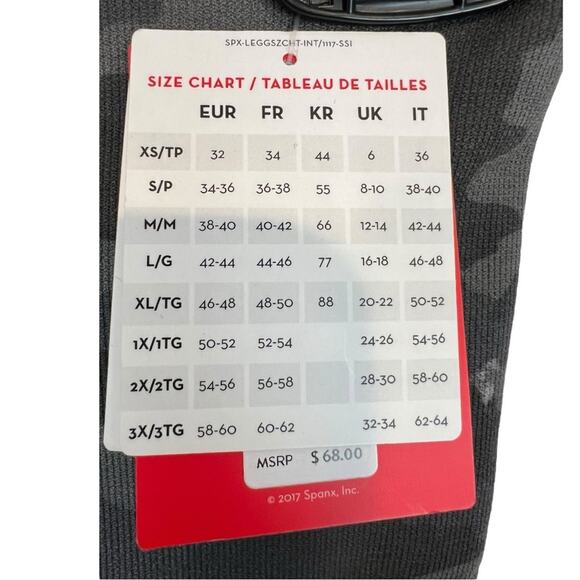 SPX-LEGGSZCHT-INT/1117-SSI
SIZE CHART / TABLEAU DE TAILLES
EUR FR KR UK IT
XS/TP 32 34 44 6 36
S/P 34-36 36-38 55 8-10 38-40
M/M 38-40 40-42 66 12-14 42-44
L/G 42-44 44-46 77 16-18 46-48
XL/TG 46-48 48-50 88 20-22 50-52
1X/1TG 50-52 52-54 24-26 54-56
2X/2TG 54-56 56-58 28-30 58-60
3X/3TG 58-60 60-62 32-34 62-64
MSRP $68.00
© 2017 Spanx, Inc.